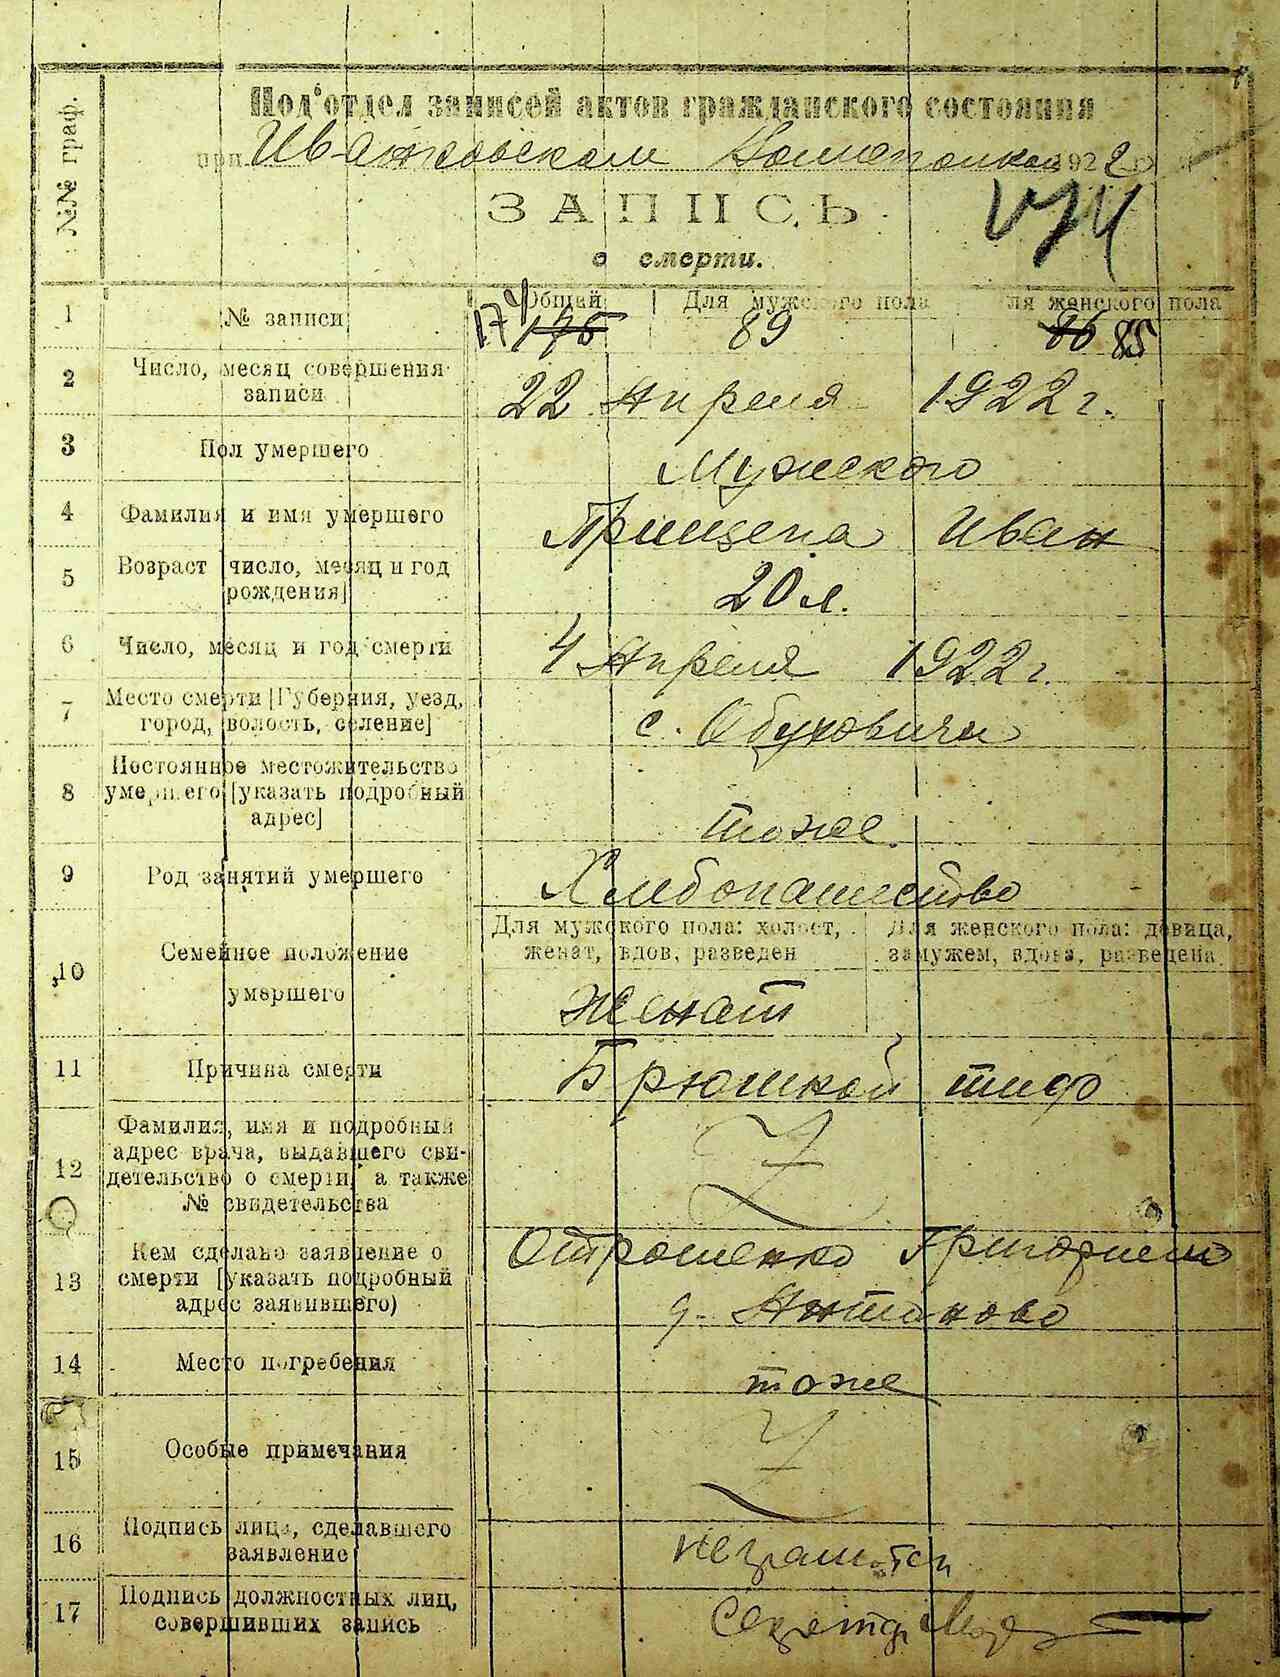 №№ граф.
Под'отдел записей актов гражданского состояния
при Иванковском Волисполкоме 1922 г.
ЗАПИСЬ
о смерти.
Общий Для мужского пола Для женского пола
1 № записи 174 175 89 86 85
2 Число, месяц совершения
записи
22 Апреля 1922 г.
3 Пол умершего
Мужского
4 Фамилия и имя умершего
Прищепа Иван
5 Возраст [число, месяц и год
рождения]
20 л.
6 Число, месяц и год смерти
4 Апреля 1922 г.
7 Место смерти [Губерния, уезд,
город, волость, селение]
с. Обуховичи
Постоянное местожительство
8 умершего [указать подробный
адрес]
тоже.
9 Род занятий умершего
Хлебопашество
Для мужского пола: холост,
женат, вдов, разведен
Для женского пола: девица,
замужем, вдова, разведена
10 Семейное положение
умершего
женат
11 Причина смерти
Брюшной тиф
Фамилия, имя и подробный
адрес врача, выдавшего сви-
12 детельство о смерти, а также
№ свидетельства
Кем сделано заявление о
13 смерти [указать подробный
адрес заявившего)
Отрошенко Григорием
14 Место погребения
тоже
15 Особые примечания
16 Подпись лица, сделавшего
заявление
неграмотен
17 Подпись должностных лиц,
совершивших запись
Секретарь